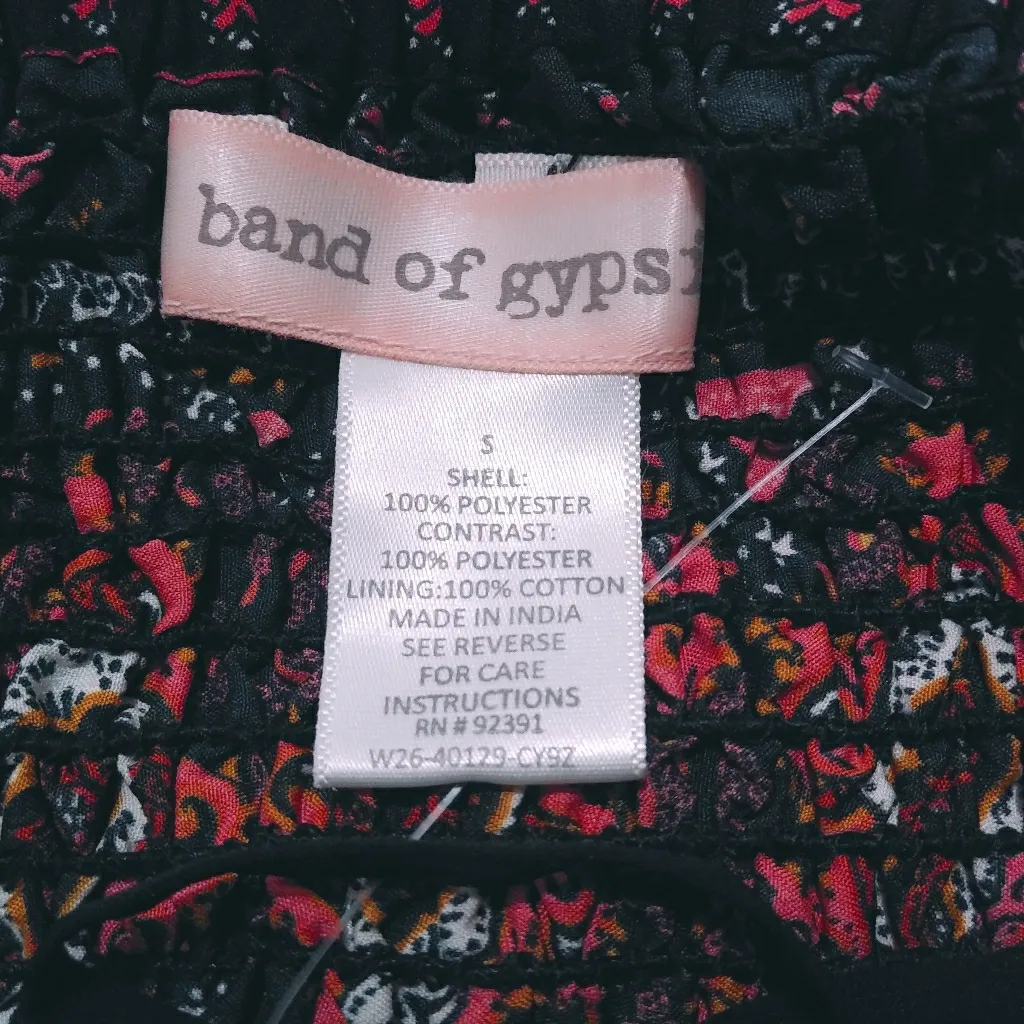 band of gypsi
S
SHELL:
100% POLYESTER
CONTRAST:
100% POLYESTER
LINING:100% COTTON
MADE IN INDIA
SEE REVERSE
FOR CARE
INSTRUCTIONS
RN # 92391
W26-40129-CY9Z